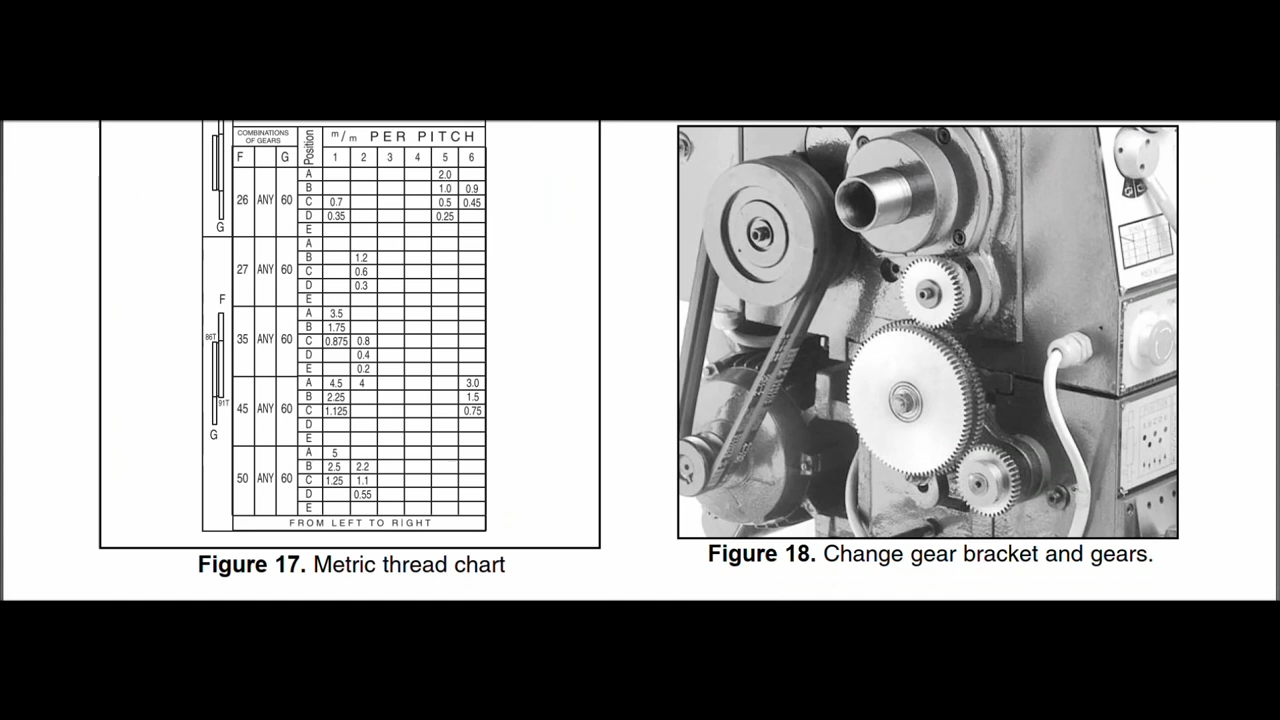 COMBINATIONS OF GEARS Position m/m PER PITCH
F G 1 2 3 4 5 6
A 2.0
B 1.0 0.9
26 ANY 60 C 0.7 0.5 0.45
D 0.35 0.25
G E
A
B 1.2
27 ANY 60 C 0.6
D 0.3
F E
A 3.5
B 1.75
86T 35 ANY 60 C 0.875 0.8
D 0.4
E 0.2
A 4.5 4 3.0
91T B 2.25 1.5
45 ANY 60 C 1.125 0.75
G D
E
A 5
B 2.5 2.2
50 ANY 60 C 1.25 1.1
D 0.55
E
FROM LEFT TO RIGHT
Figure 17. Metric thread chart
Figure 18. Change gear bracket and gears.